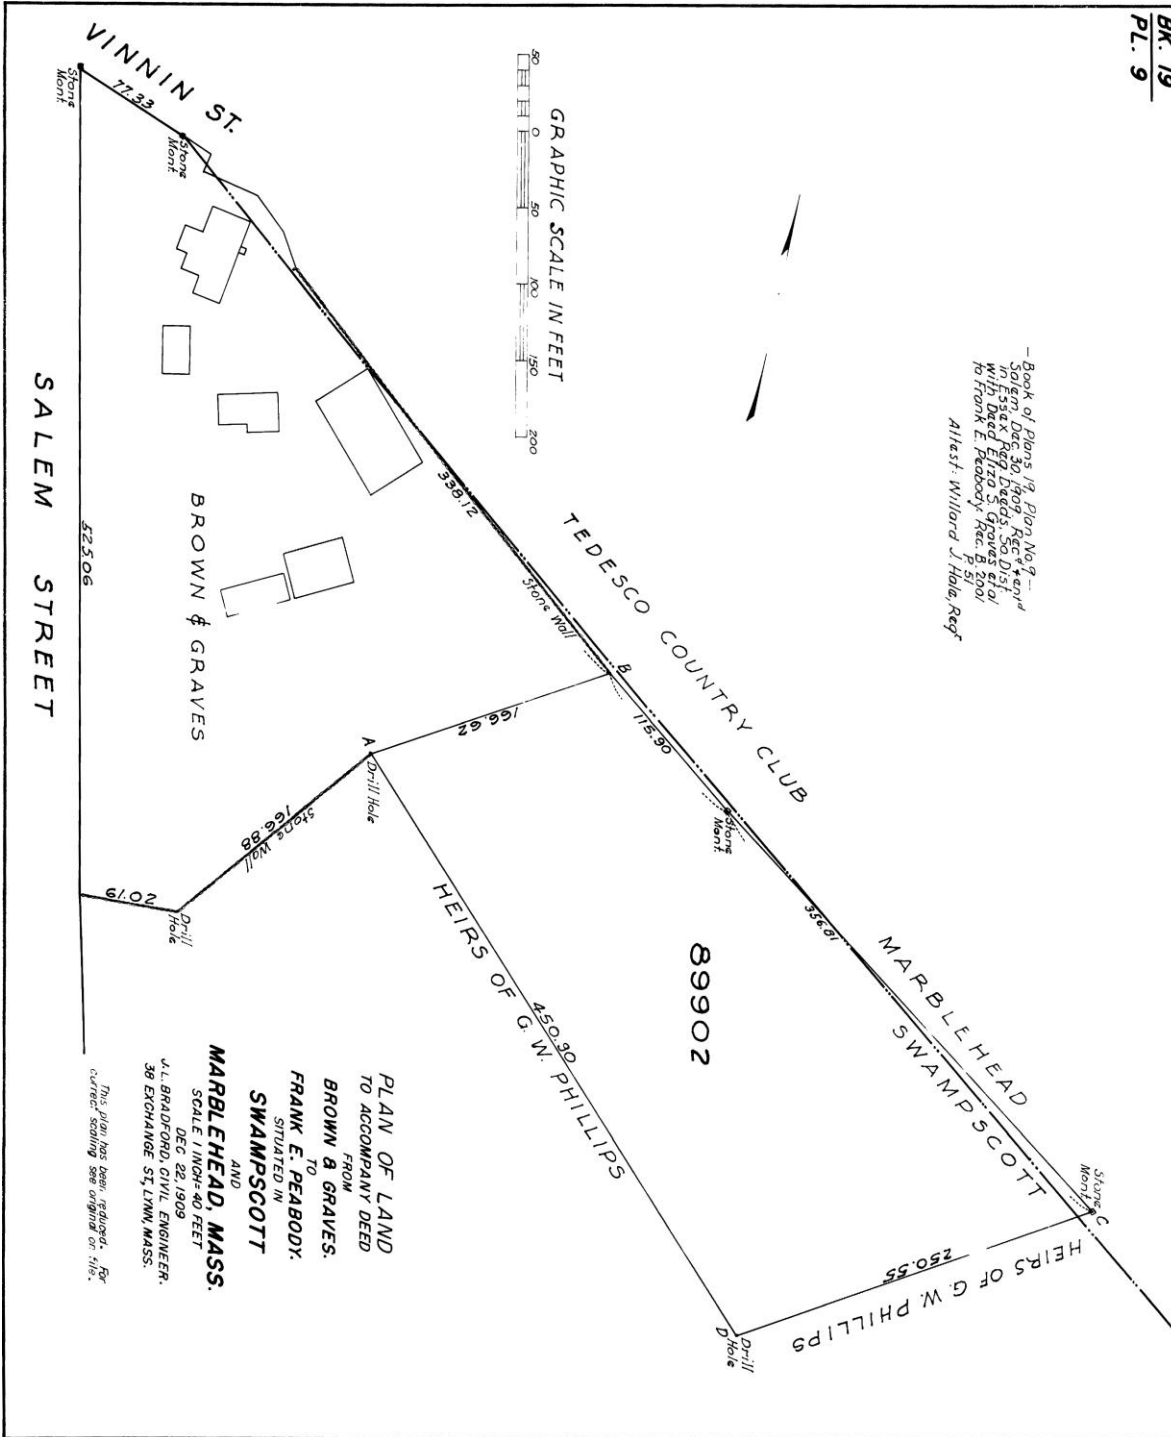 BK. 19
PL. 9
— Book of Plans 19, Plan No. 9 —
Salem, Dec. 30, 1909. Rec'd & ent'd
in Essex Reg. Deeds, So. Dist.
with Deed Eliza S. Graves et al
to Frank E. Peabody. Rec. B. 2001
P. 51
Attest: Willard J. Hale, Reg'r
GRAPHIC SCALE IN FEET
50 0 50 100 150 200
VINNIN ST.
77.33
Stone
Mont.
Stone
Mont.
338.12
Stone Wall
TEDESCO COUNTRY CLUB
B
115.90
Stone
Mont.
356.81
MARBLEHEAD
SWAMPSCOTT
Stone
Mont.
C
250.55
HEIRS OF G. W. PHILLIPS
D
Drill
Hole
89902
166.62
A
Drill Hole
HEIRS OF G. W. PHILLIPS
450.90
166.88
Stone Wall
Drill
Hole
61.02
BROWN & GRAVES
525.06
SALEM STREET
PLAN OF LAND
TO ACCOMPANY DEED
FROM
BROWN & GRAVES.
TO
FRANK E. PEABODY.
SITUATED IN
SWAMPSCOTT
AND
MARBLEHEAD, MASS.
SCALE 1 INCH=40 FEET
DEC 22, 1909
J.L. BRADFORD, CIVIL ENGINEER.
38 EXCHANGE ST, LYNN, MASS.
This plan has been reduced. For
correct scaling see original on file.